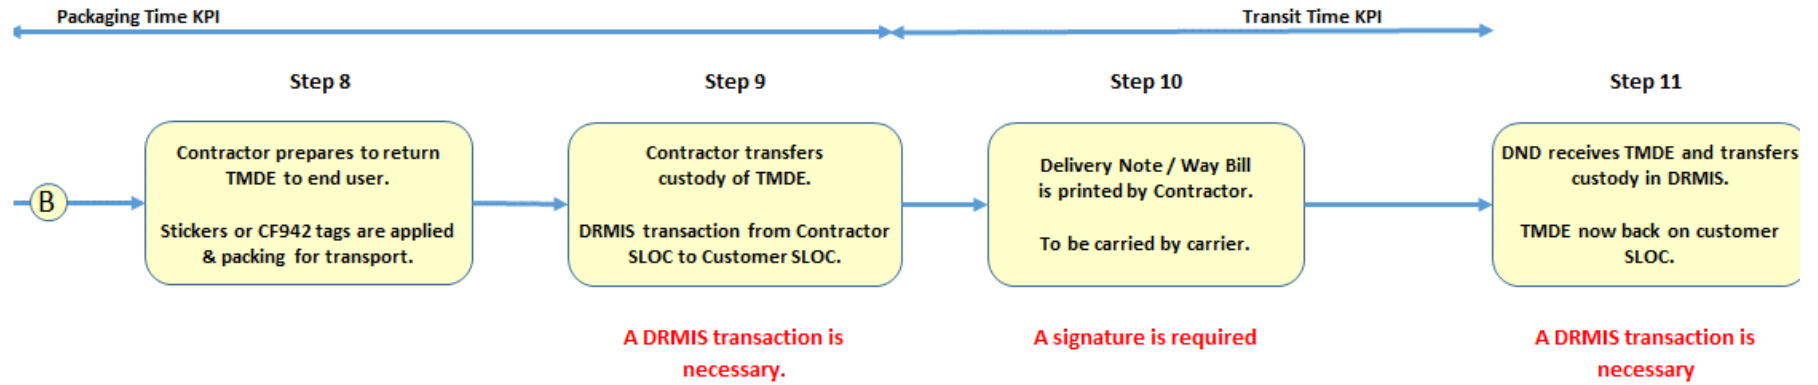 Packaging Time KPI
Transit Time KPI
Step 8
Step 9
Step 10
Step 11
B
Contractor prepares to return
TMDE to end user.
Stickers or CF942 tags are applied
& packing for transport.
Contractor transfers
custody of TMDE.
DRMIS transaction from Contractor
SLOC to Customer SLOC.
Delivery Note / Way Bill
is printed by Contractor.
To be carried by carrier.
DND receives TMDE and transfers
custody in DRMIS.
TMDE now back on customer
SLOC.
A DRMIS transaction is
necessary.
A signature is required
A DRMIS transaction is
necessary